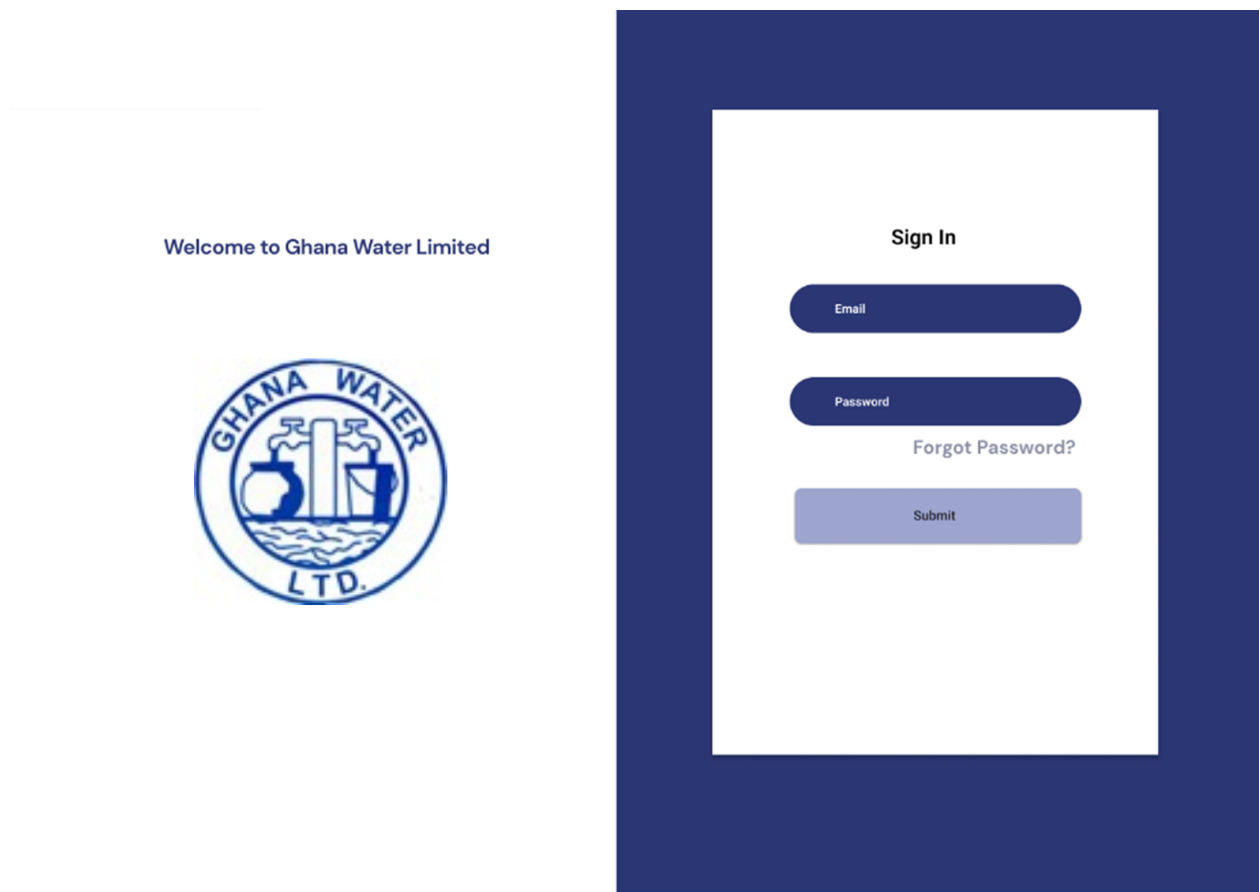 Welcome to Ghana Water Limited
GHANA WATER
LTD.
Sign In
Email
Password
Forgot Password?
Submit